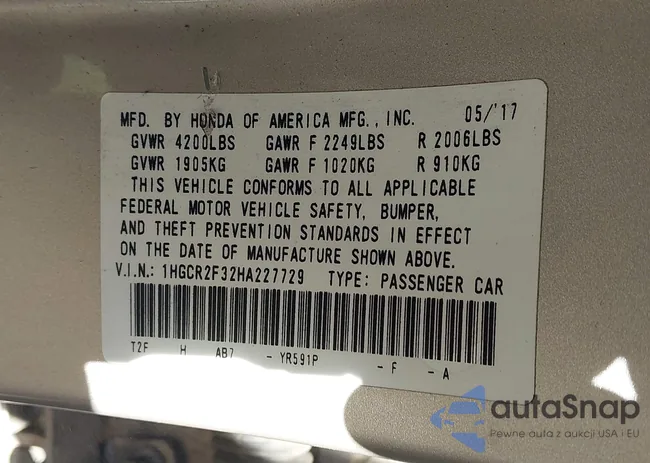 MFD. BY HONDA OF AMERICA MFG., INC. 05/'17
GVWR 4200LBS GAWR F 2249LBS R 2006LBS
GVWR 1905KG GAWR F 1020KG R 910KG
THIS VEHICLE CONFORMS TO ALL APPLICABLE
FEDERAL MOTOR VEHICLE SAFETY, BUMPER,
AND THEFT PREVENTION STANDARDS IN EFFECT
ON THE DATE OF MANUFACTURE SHOWN ABOVE.
V.I.N.: 1HGCR2F32HA227729 TYPE: PASSENGER CAR
T2F H AB7 - YR591P - F - A
autaSnap
Pewne auta z aukcji USA i EU